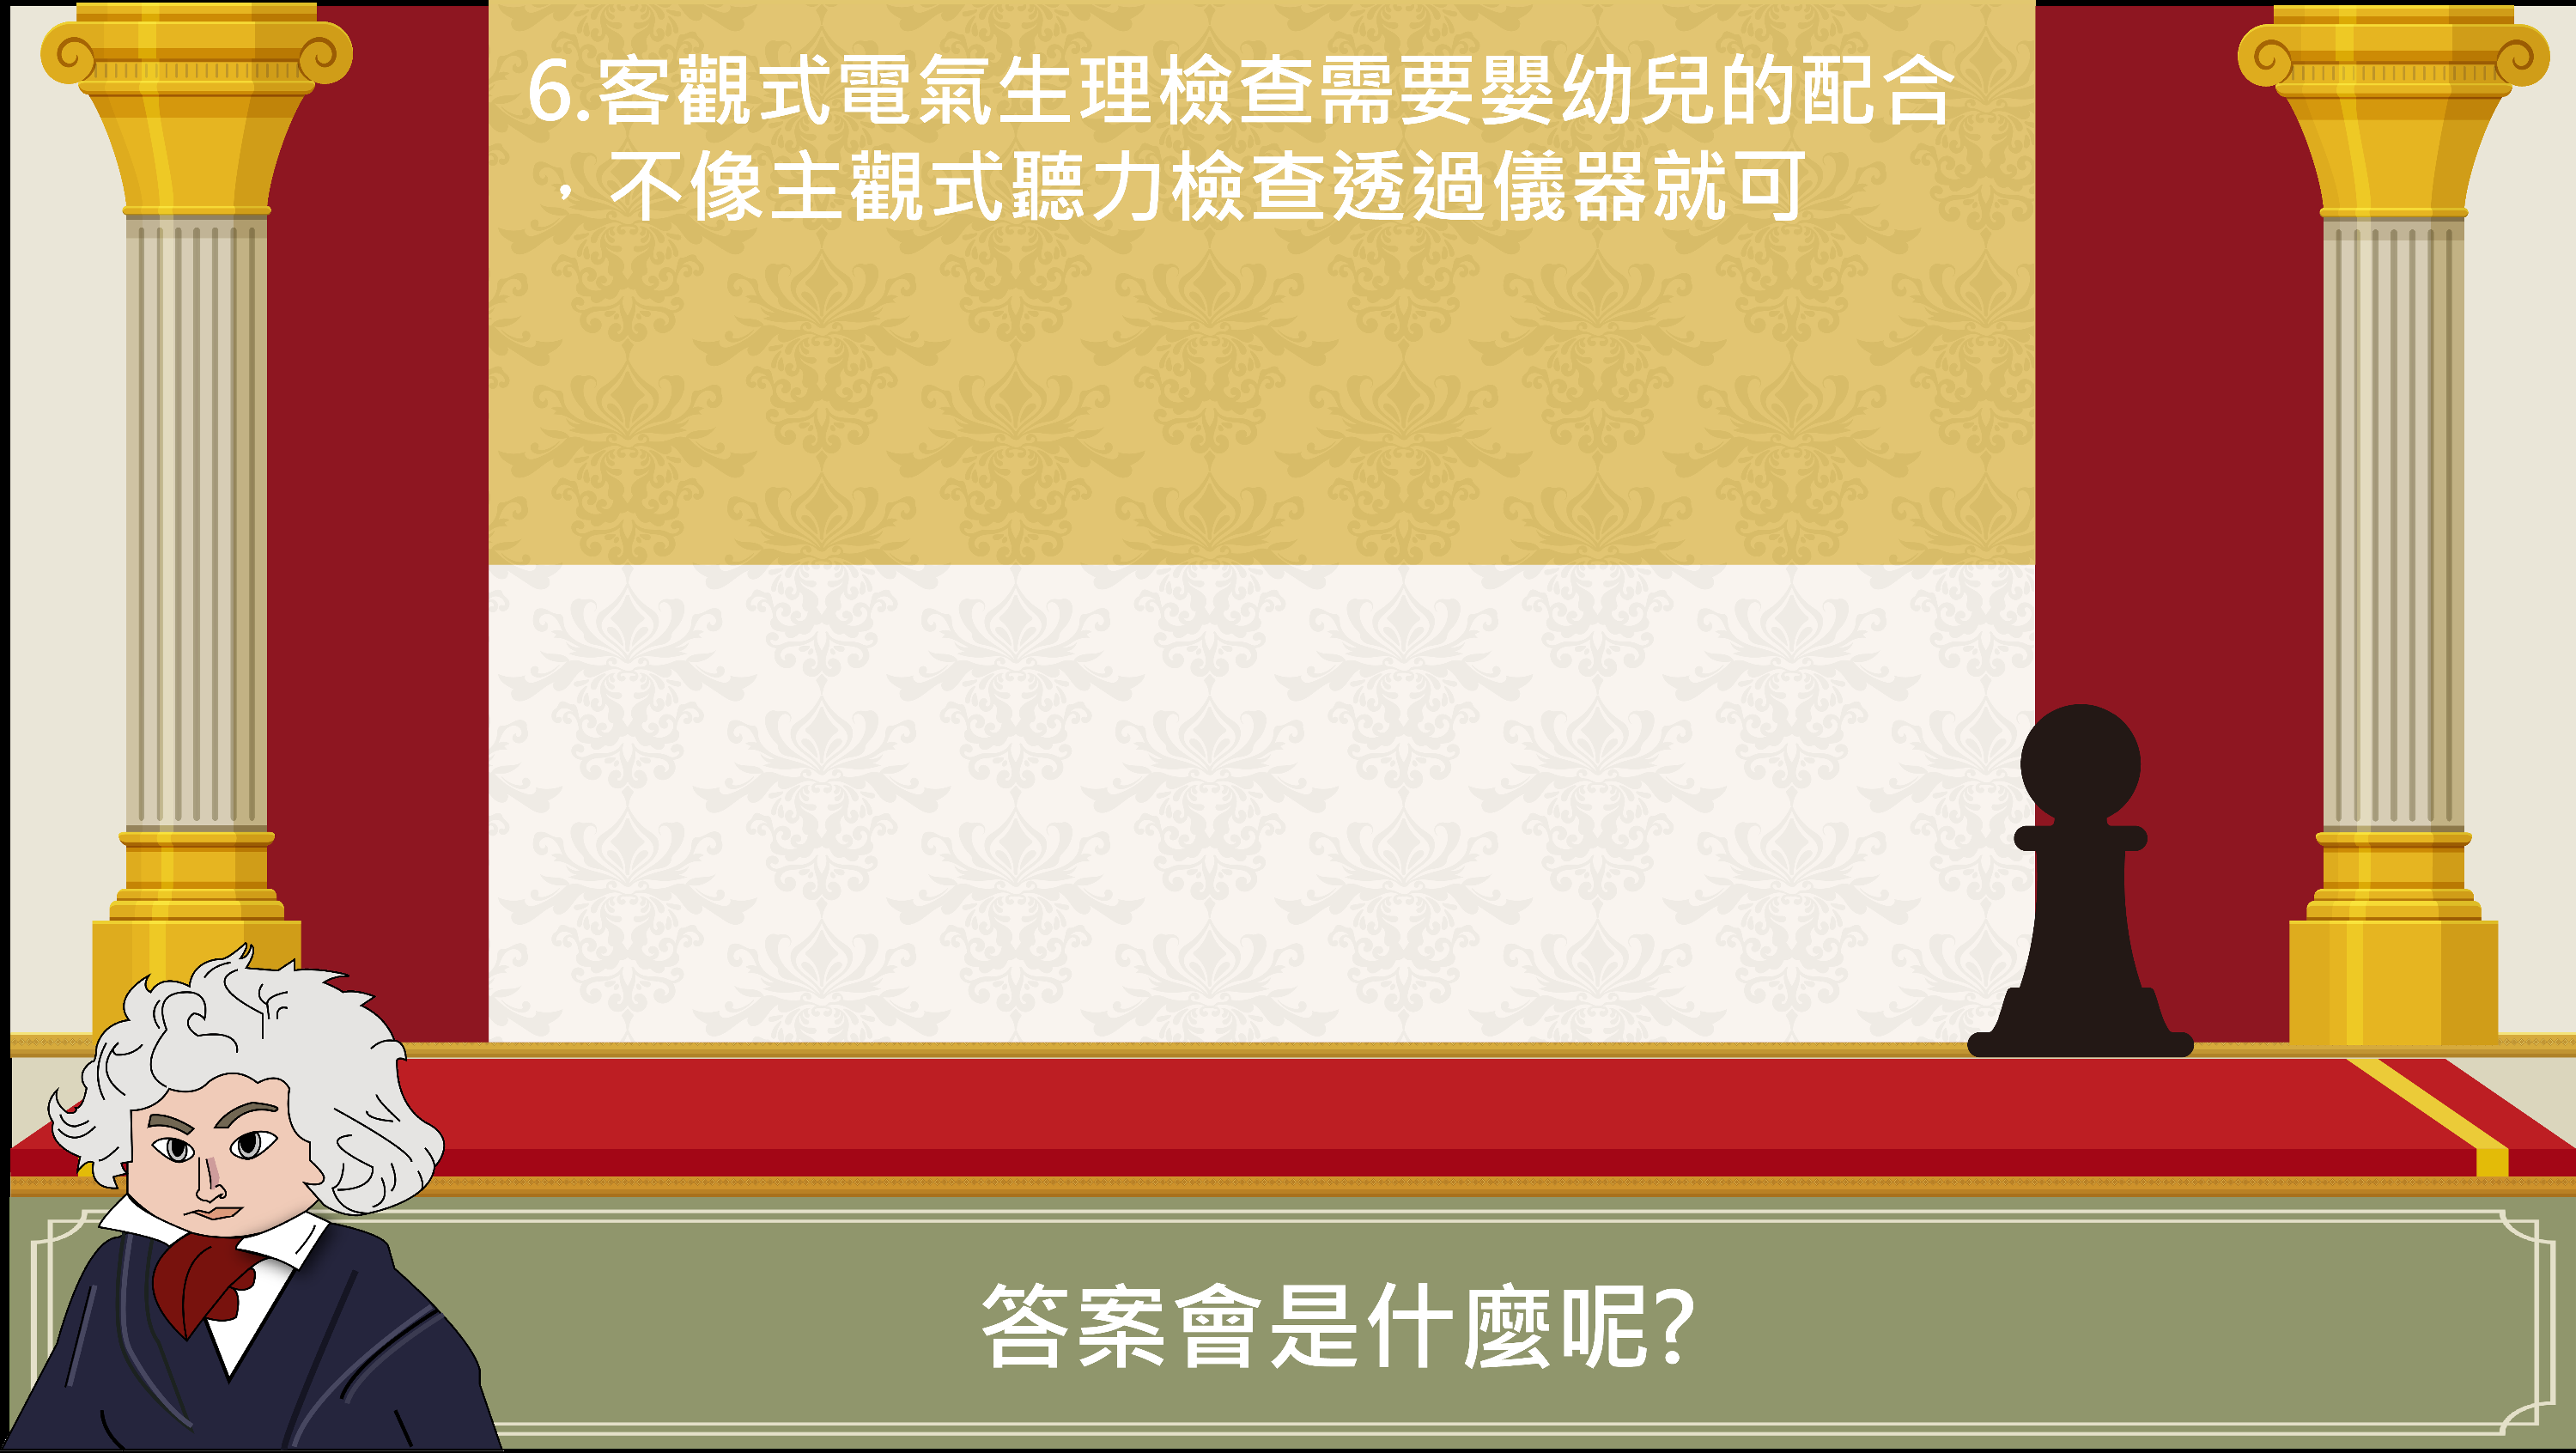 6.客觀式電氣生理檢查需要嬰幼兒的配合
，不像主觀式聽力檢查透過儀器就可
答案會是什麼呢?